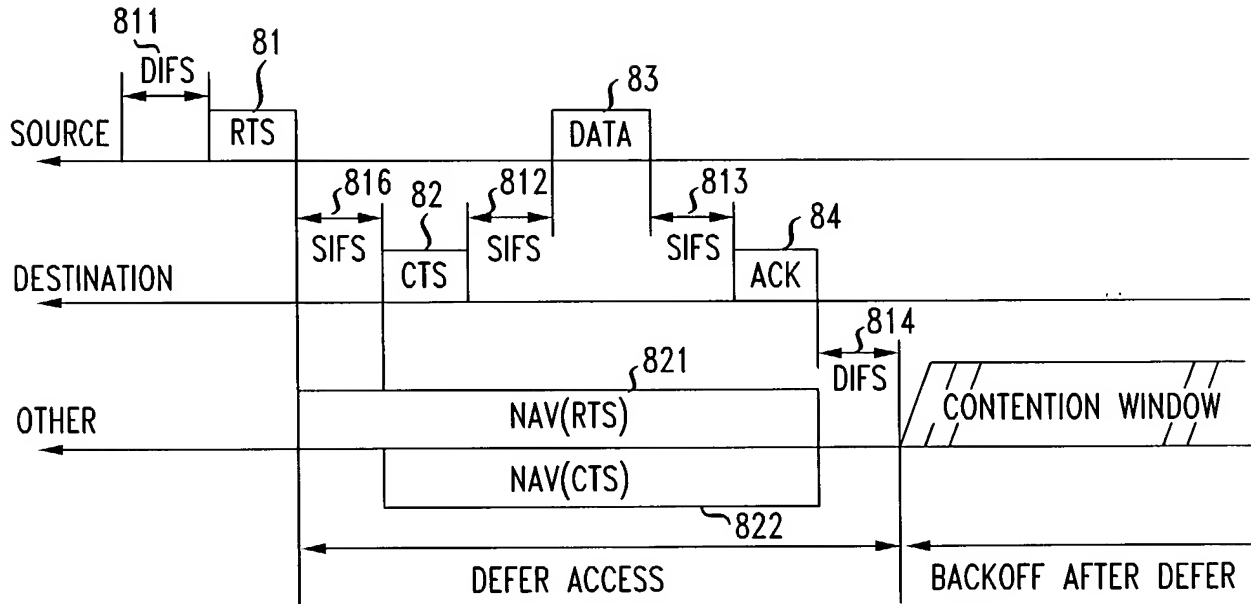 811
DIFS
81
83
SOURCE
RTS
DATA
816
82
812
813
84
SIFS
SIFS
SIFS
DESTINATION
CTS
ACK
814
DIFS
821
OTHER
NAV(RTS)
CONTENTION WINDOW
NAV(CTS)
822
DEFER ACCESS
BACKOFF AFTER DEFER